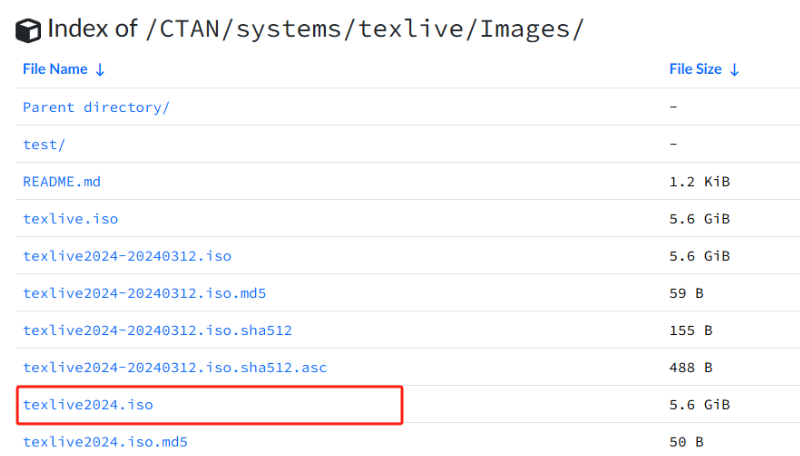 Index of /CTAN/systems/texlive/Images/
File Name ↓ File Size ↓
Parent directory/ -
test/ -
README.md 1.2 KiB
texlive.iso 5.6 GiB
texlive2024-20240312.iso 5.6 GiB
texlive2024-20240312.iso.md5 59 B
texlive2024-20240312.iso.sha512 155 B
texlive2024-20240312.iso.sha512.asc 488 B
texlive2024.iso 5.6 GiB
texlive2024.iso.md5 50 B